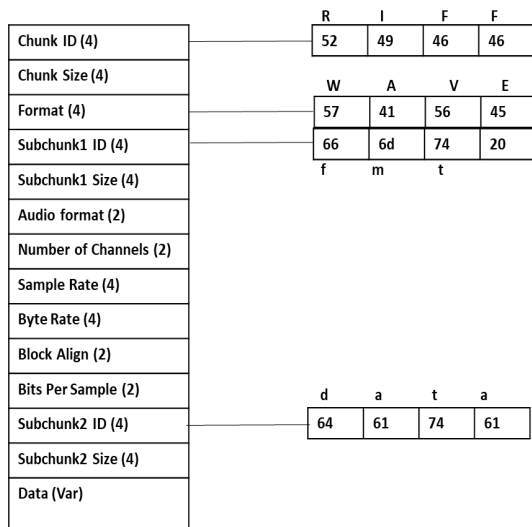 R I F F
Chunk ID (4) 52 49 46 46
Chunk Size (4)
W A V E
Format (4) 57 41 56 45
Subchunk1 ID (4) 66 6d 74 20
f m t
Subchunk1 Size (4)
Audio format (2)
Number of Channels (2)
Sample Rate (4)
Byte Rate (4)
Block Align (2)
Bits Per Sample (2)
d a t a
Subchunk2 ID (4) 64 61 74 61
Subchunk2 Size (4)
Data (Var)